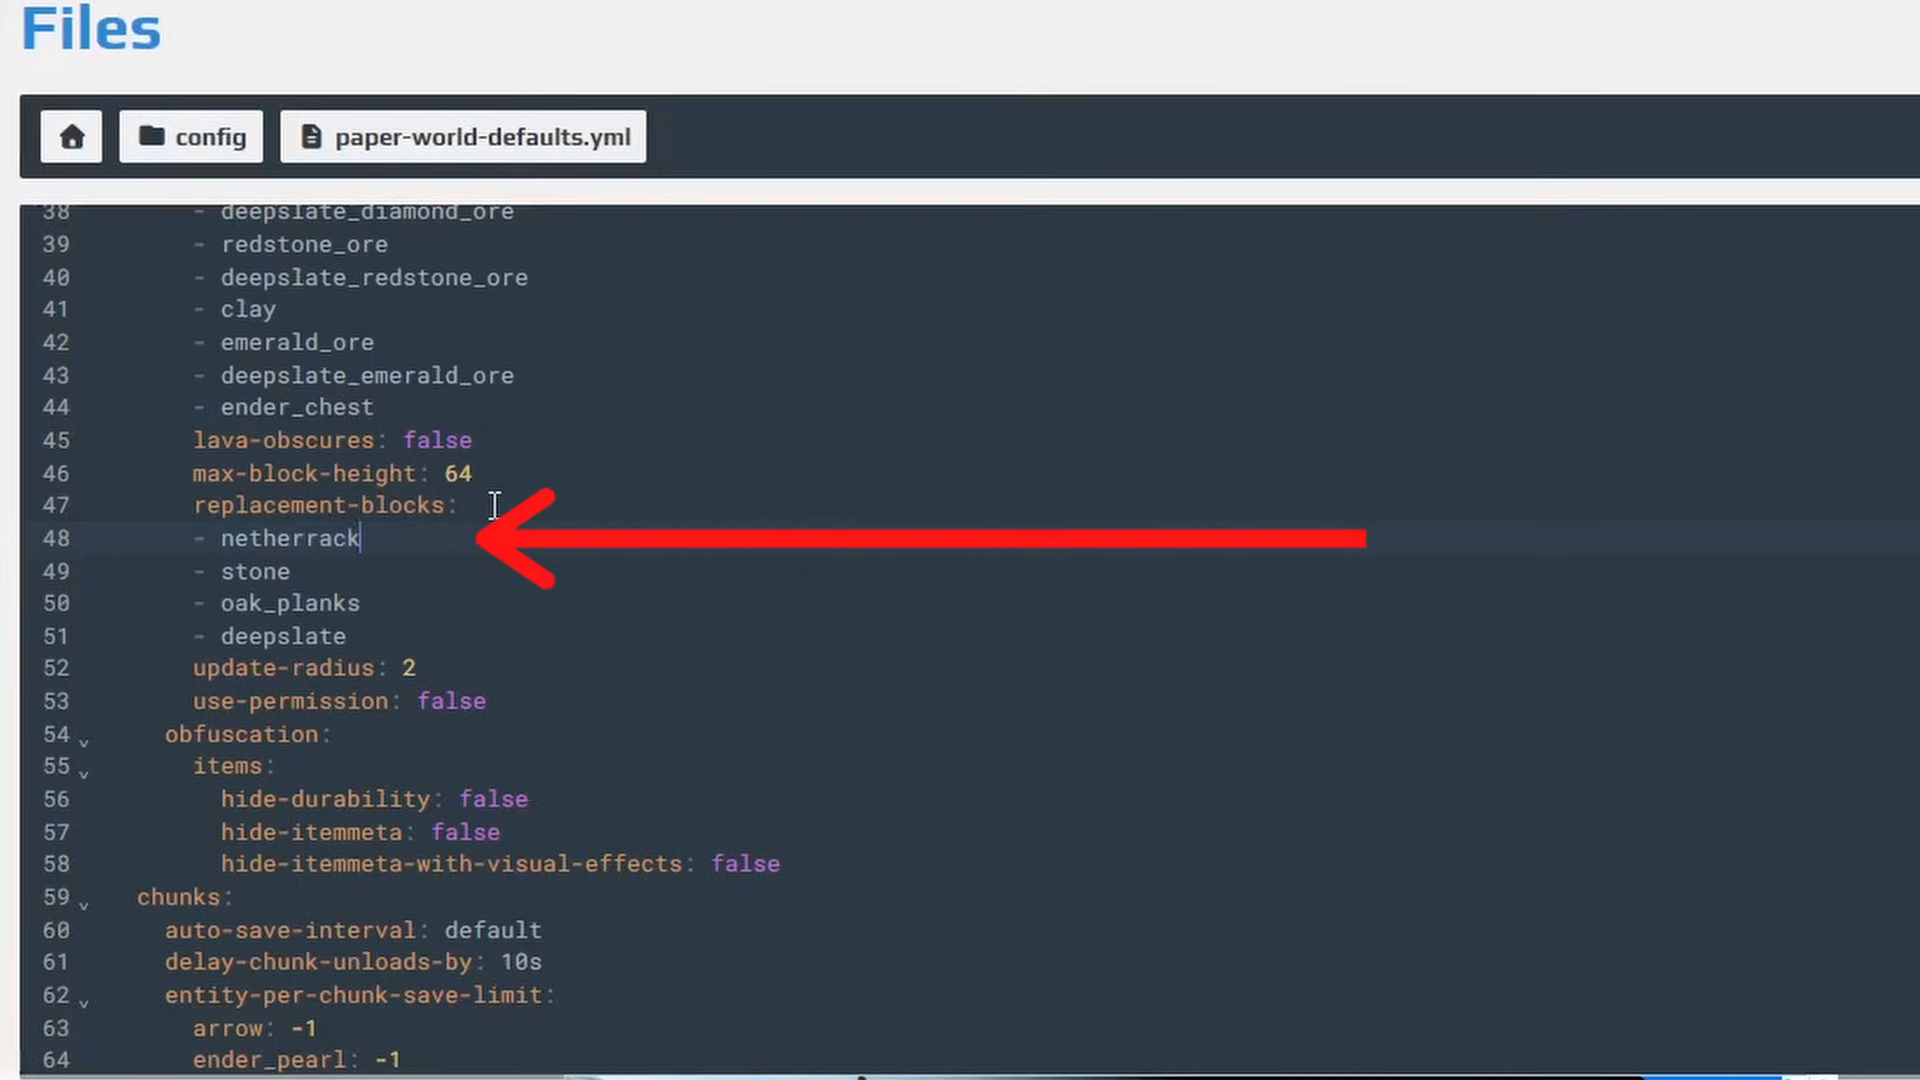 Files
config
paper-world-defaults.yml
38 - deepslate_diamond_ore
39 - redstone_ore
40 - deepslate_redstone_ore
41 - clay
42 - emerald_ore
43 - deepslate_emerald_ore
44 - ender_chest
45 lava-obscures: false
46 max-block-height: 64
47 replacement-blocks:
48 - netherrack
49 - stone
50 - oak_planks
51 - deepslate
52 update-radius: 2
53 use-permission: false
54 obfuscation:
55 items:
56 hide-durability: false
57 hide-itemmeta: false
58 hide-itemmeta-with-visual-effects: false
59 chunks:
60 auto-save-interval: default
61 delay-chunk-unloads-by: 10s
62 entity-per-chunk-save-limit:
63 arrow: -1
64 ender_pearl: -1